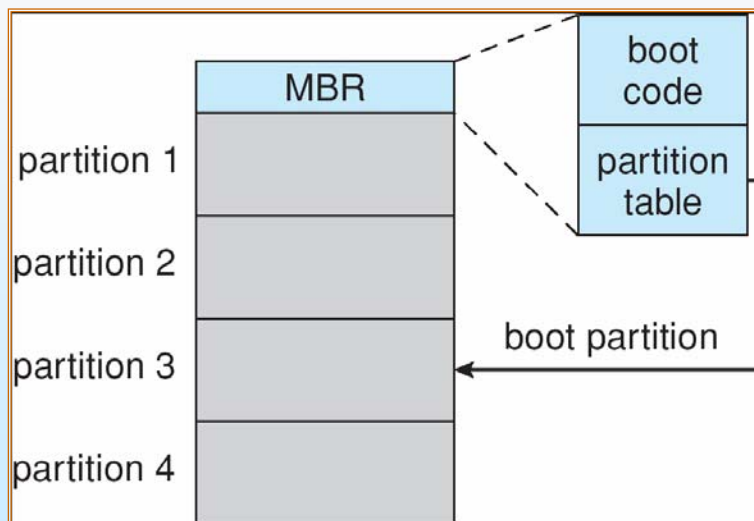 MBR
boot
code
partition
table
partition 1
partition 2
boot partition
partition 3
partition 4